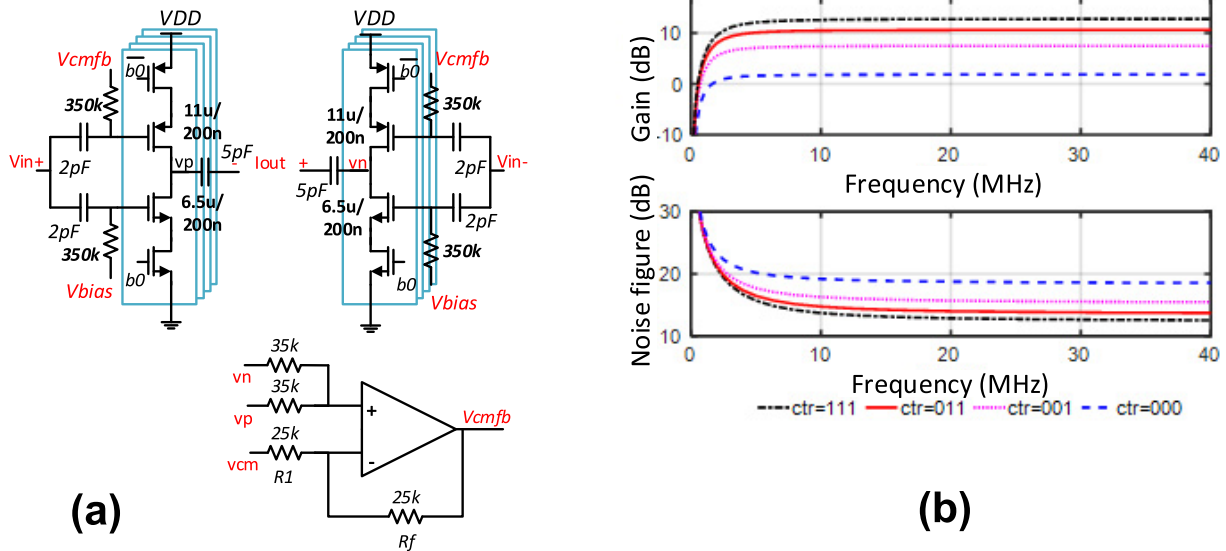 VDD
VDD
Vcmfb
b0
b0
Vcmfb
350k
11u/
200n
11u/
200n
350k
Vin+
2pF
vp
5pF
-
Iout
+
vn
2pF
Vin-
5pF
6.5u/
200n
6.5u/
200n
2pF
350k
2pF
350k
b0
b0
Vbias
Vbias
35k
vn
35k
vp
+
Vcmfb
25k
vcm
-
R1
25k
Rf
(a)
Gain (dB)
10
0
-10
0
10
20
30
40
Frequency (MHz)
Noise figure (dB)
30
20
10
0
10
20
30
40
Frequency (MHz)
ctr=111
ctr=011
ctr=001
ctr=000
(b)